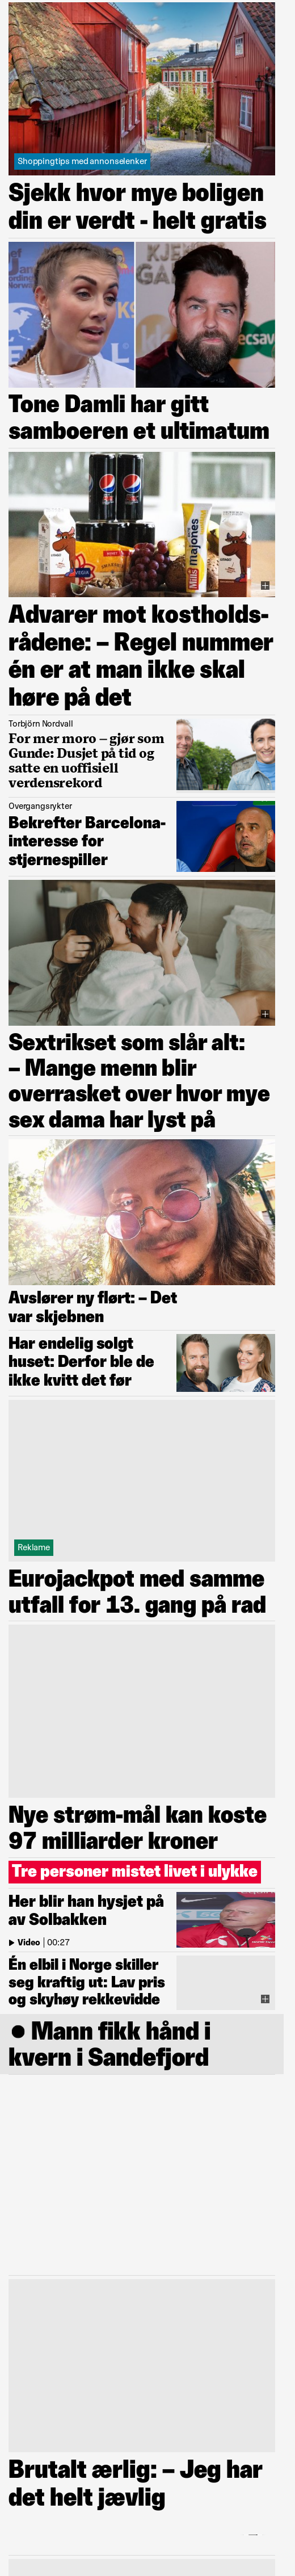 Shoppingtips med annonselenker
Sjekk hvor mye boligen
din er verdt - helt gratis
Tone Damli har gitt
samboeren et ultimatum
Advarer mot kostholds-
rådene: – Regel nummer
én er at man ikke skal
høre på det
Torbjörn Nordvall
For mer moro – gjør som
Gunde: Dusjet på tid og
satte en uoffisiell
verdensrekord
Overgangsrykter
Bekrefter Barcelona-
interesse for
stjernespiller
Sextrikset som slår alt:
– Mange menn blir
overrasket over hvor mye
sex dama har lyst på
Avslører ny flørt: – Det
var skjebnen
Har endelig solgt
huset: Derfor ble de
ikke kvitt det før
Reklame
Eurojackpot med samme
utfall for 13. gang på rad
Nye strøm-mål kan koste
97 milliarder kroner
Tre personer mistet livet i ulykke
Her blir han hysjet på
av Solbakken
Video | 00:27
Én elbil i Norge skiller
seg kraftig ut: Lav pris
og skyhøy rekkevidde
● Mann fikk hånd i
kvern i Sandefjord
Brutalt ærlig: – Jeg har
det helt jævlig